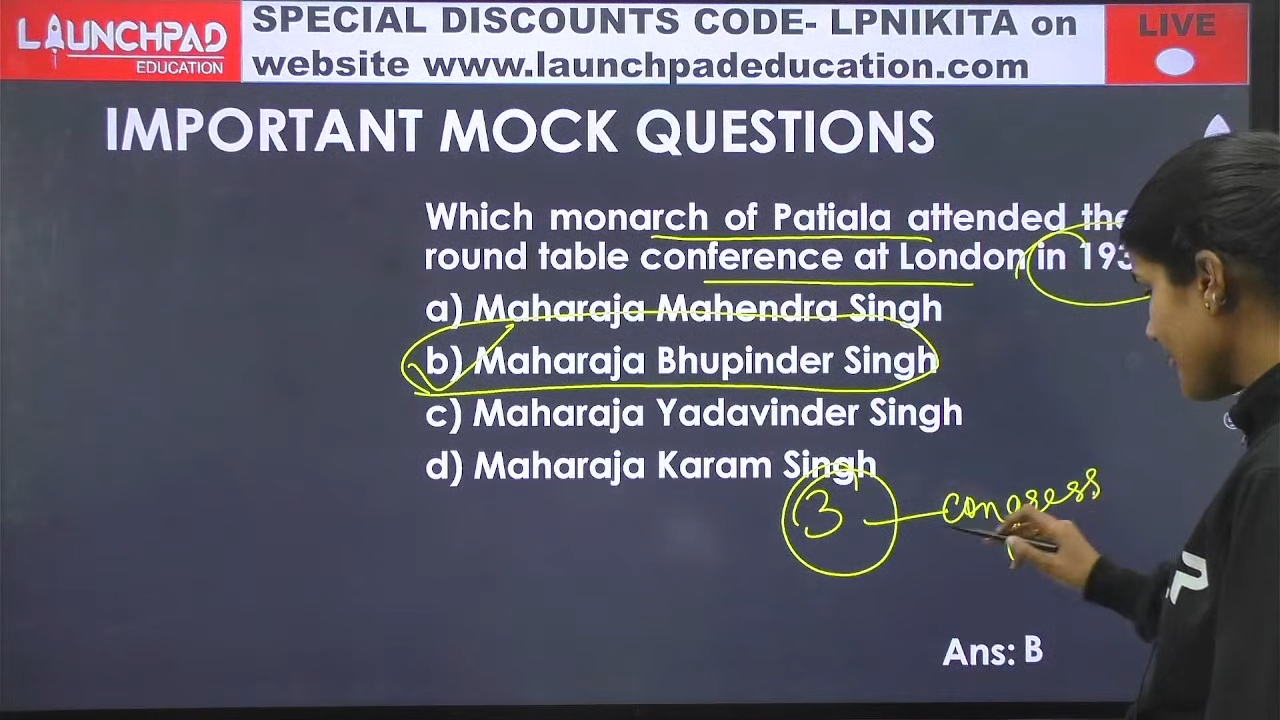 LAUNCHPAD
EDUCATION
SPECIAL DISCOUNTS CODE- LPNIKITA on
website www.launchpadeducation.com
LIVE
IMPORTANT MOCK QUESTIONS
Which monarch of Patiala attended the
round table conference at London in 193
a) Maharaja Mahendra Singh
b) Maharaja Bhupinder Singh
c) Maharaja Yadavinder Singh
d) Maharaja Karam Singh
3 congress
Ans: B